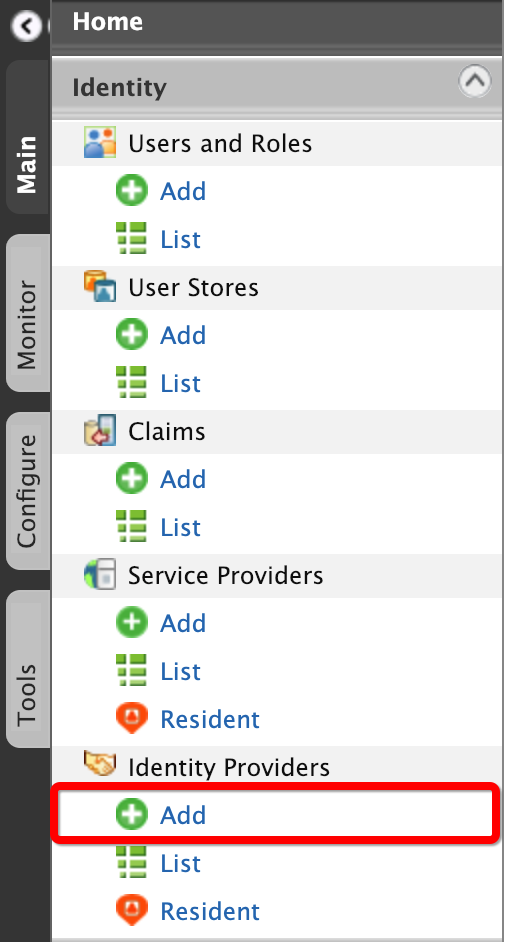 Home
Identity
Users and Roles
Add
List
User Stores
Add
List
Claims
Add
List
Service Providers
Add
List
Resident
Identity Providers
Add
List
Resident
Main
Monitor
Configure
Tools